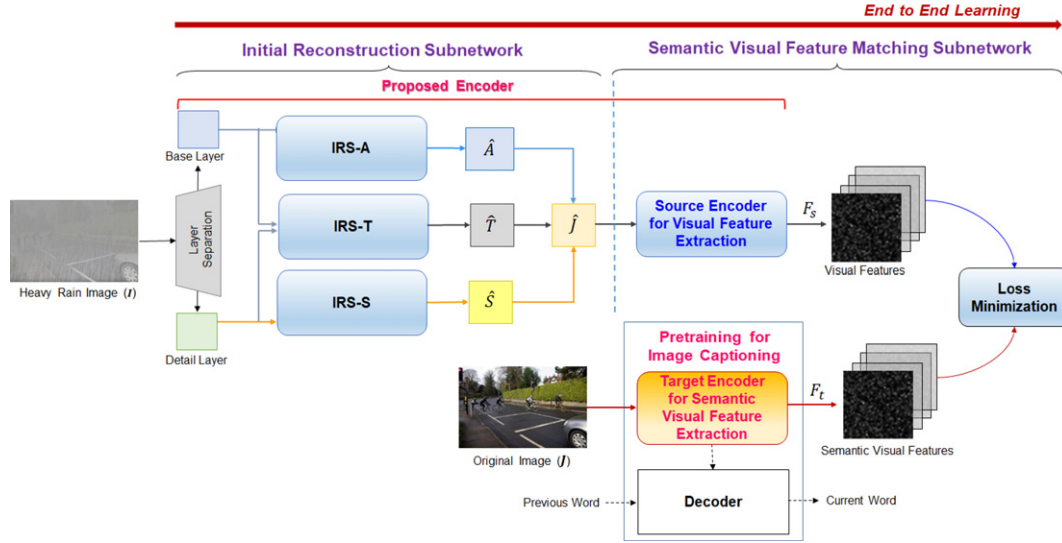 End to End Learning
Initial Reconstruction Subnetwork
Semantic Visual Feature Matching Subnetwork
Proposed Encoder
Base Layer
IRS-A
Â
Layer
Separation
IRS-T
T̂
Ĵ
Source Encoder
for Visual Feature
Extraction
F_s
Visual Features
Heavy Rain Image (I)
IRS-S
Ŝ
Detail Layer
Loss
Minimization
Pretraining for
Image Captioning
Target Encoder
for Semantic
Visual Feature
Extraction
F_t
Semantic Visual Features
Original Image (J)
Previous Word
Decoder
Current Word